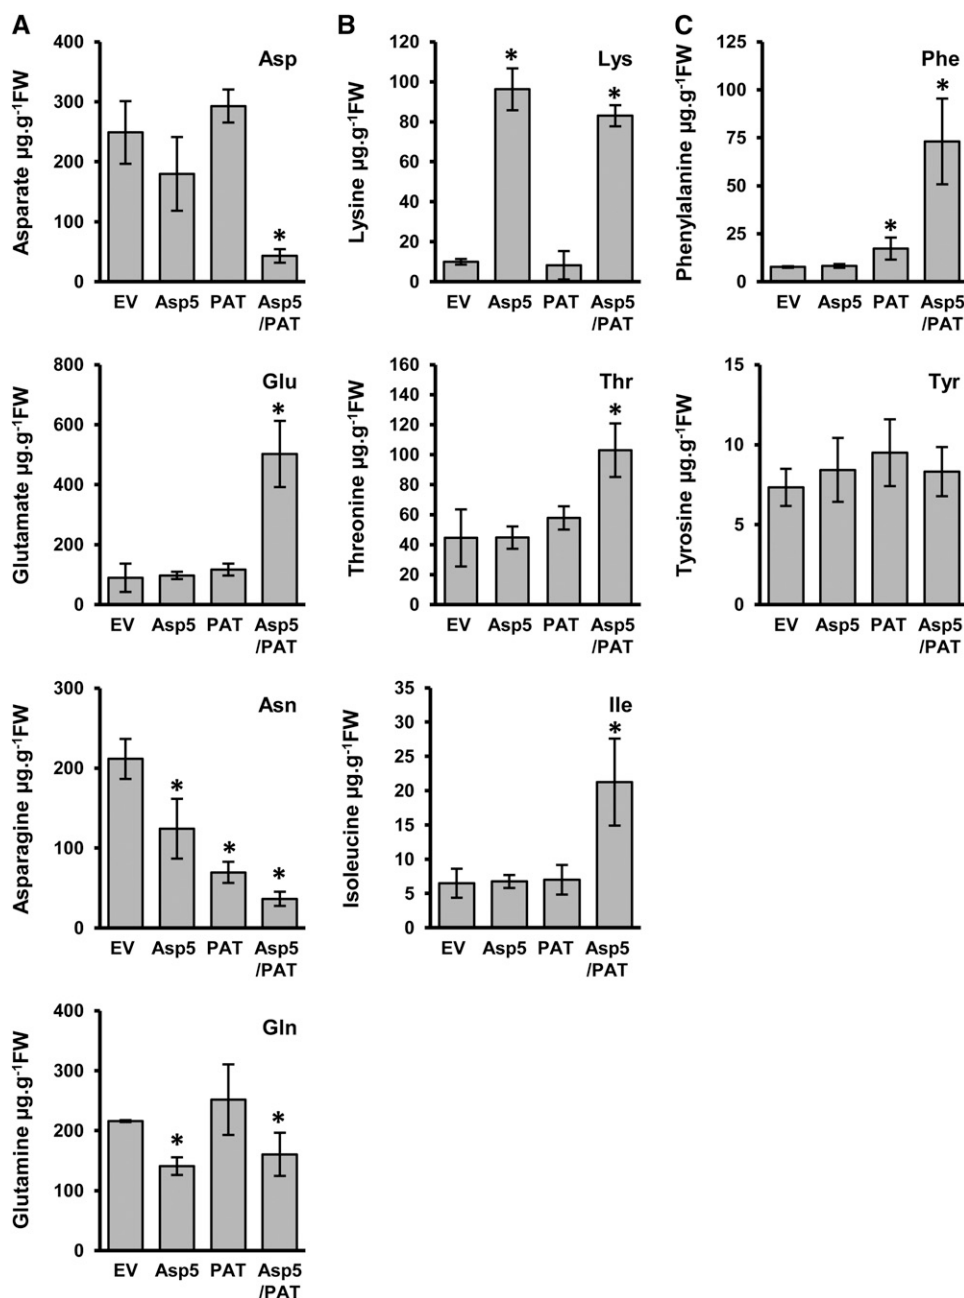 A
Asparate µg.g-1FW
400
300
200
100
0
Asp
*
EV Asp5 PAT Asp5
/PAT
Glutamate µg.g-1FW
800
600
400
200
0
Glu
*
EV Asp5 PAT Asp5
/PAT
Asparagine µg.g-1FW
300
200
100
0
Asn
* * *
EV Asp5 PAT Asp5
/PAT
Glutamine µg.g-1FW
400
300
200
100
0
Gln
* *
EV Asp5 PAT Asp5
/PAT
B
Lysine µg.g-1FW
120
100
80
60
40
20
0
Lys
* *
EV Asp5 PAT Asp5
/PAT
Threonine µg.g-1FW
160
140
120
100
80
60
40
20
0
Thr
*
EV Asp5 PAT Asp5
/PAT
Isoleucine µg.g-1FW
35
30
25
20
15
10
5
0
Ile
*
EV Asp5 PAT Asp5
/PAT
C
Phenylalanine µg.g-1FW
125
100
75
50
25
0
Phe
* *
EV Asp5 PAT Asp5
/PAT
Tyrosine µg.g-1FW
15
10
5
0
Tyr
EV Asp5 PAT Asp5
/PAT